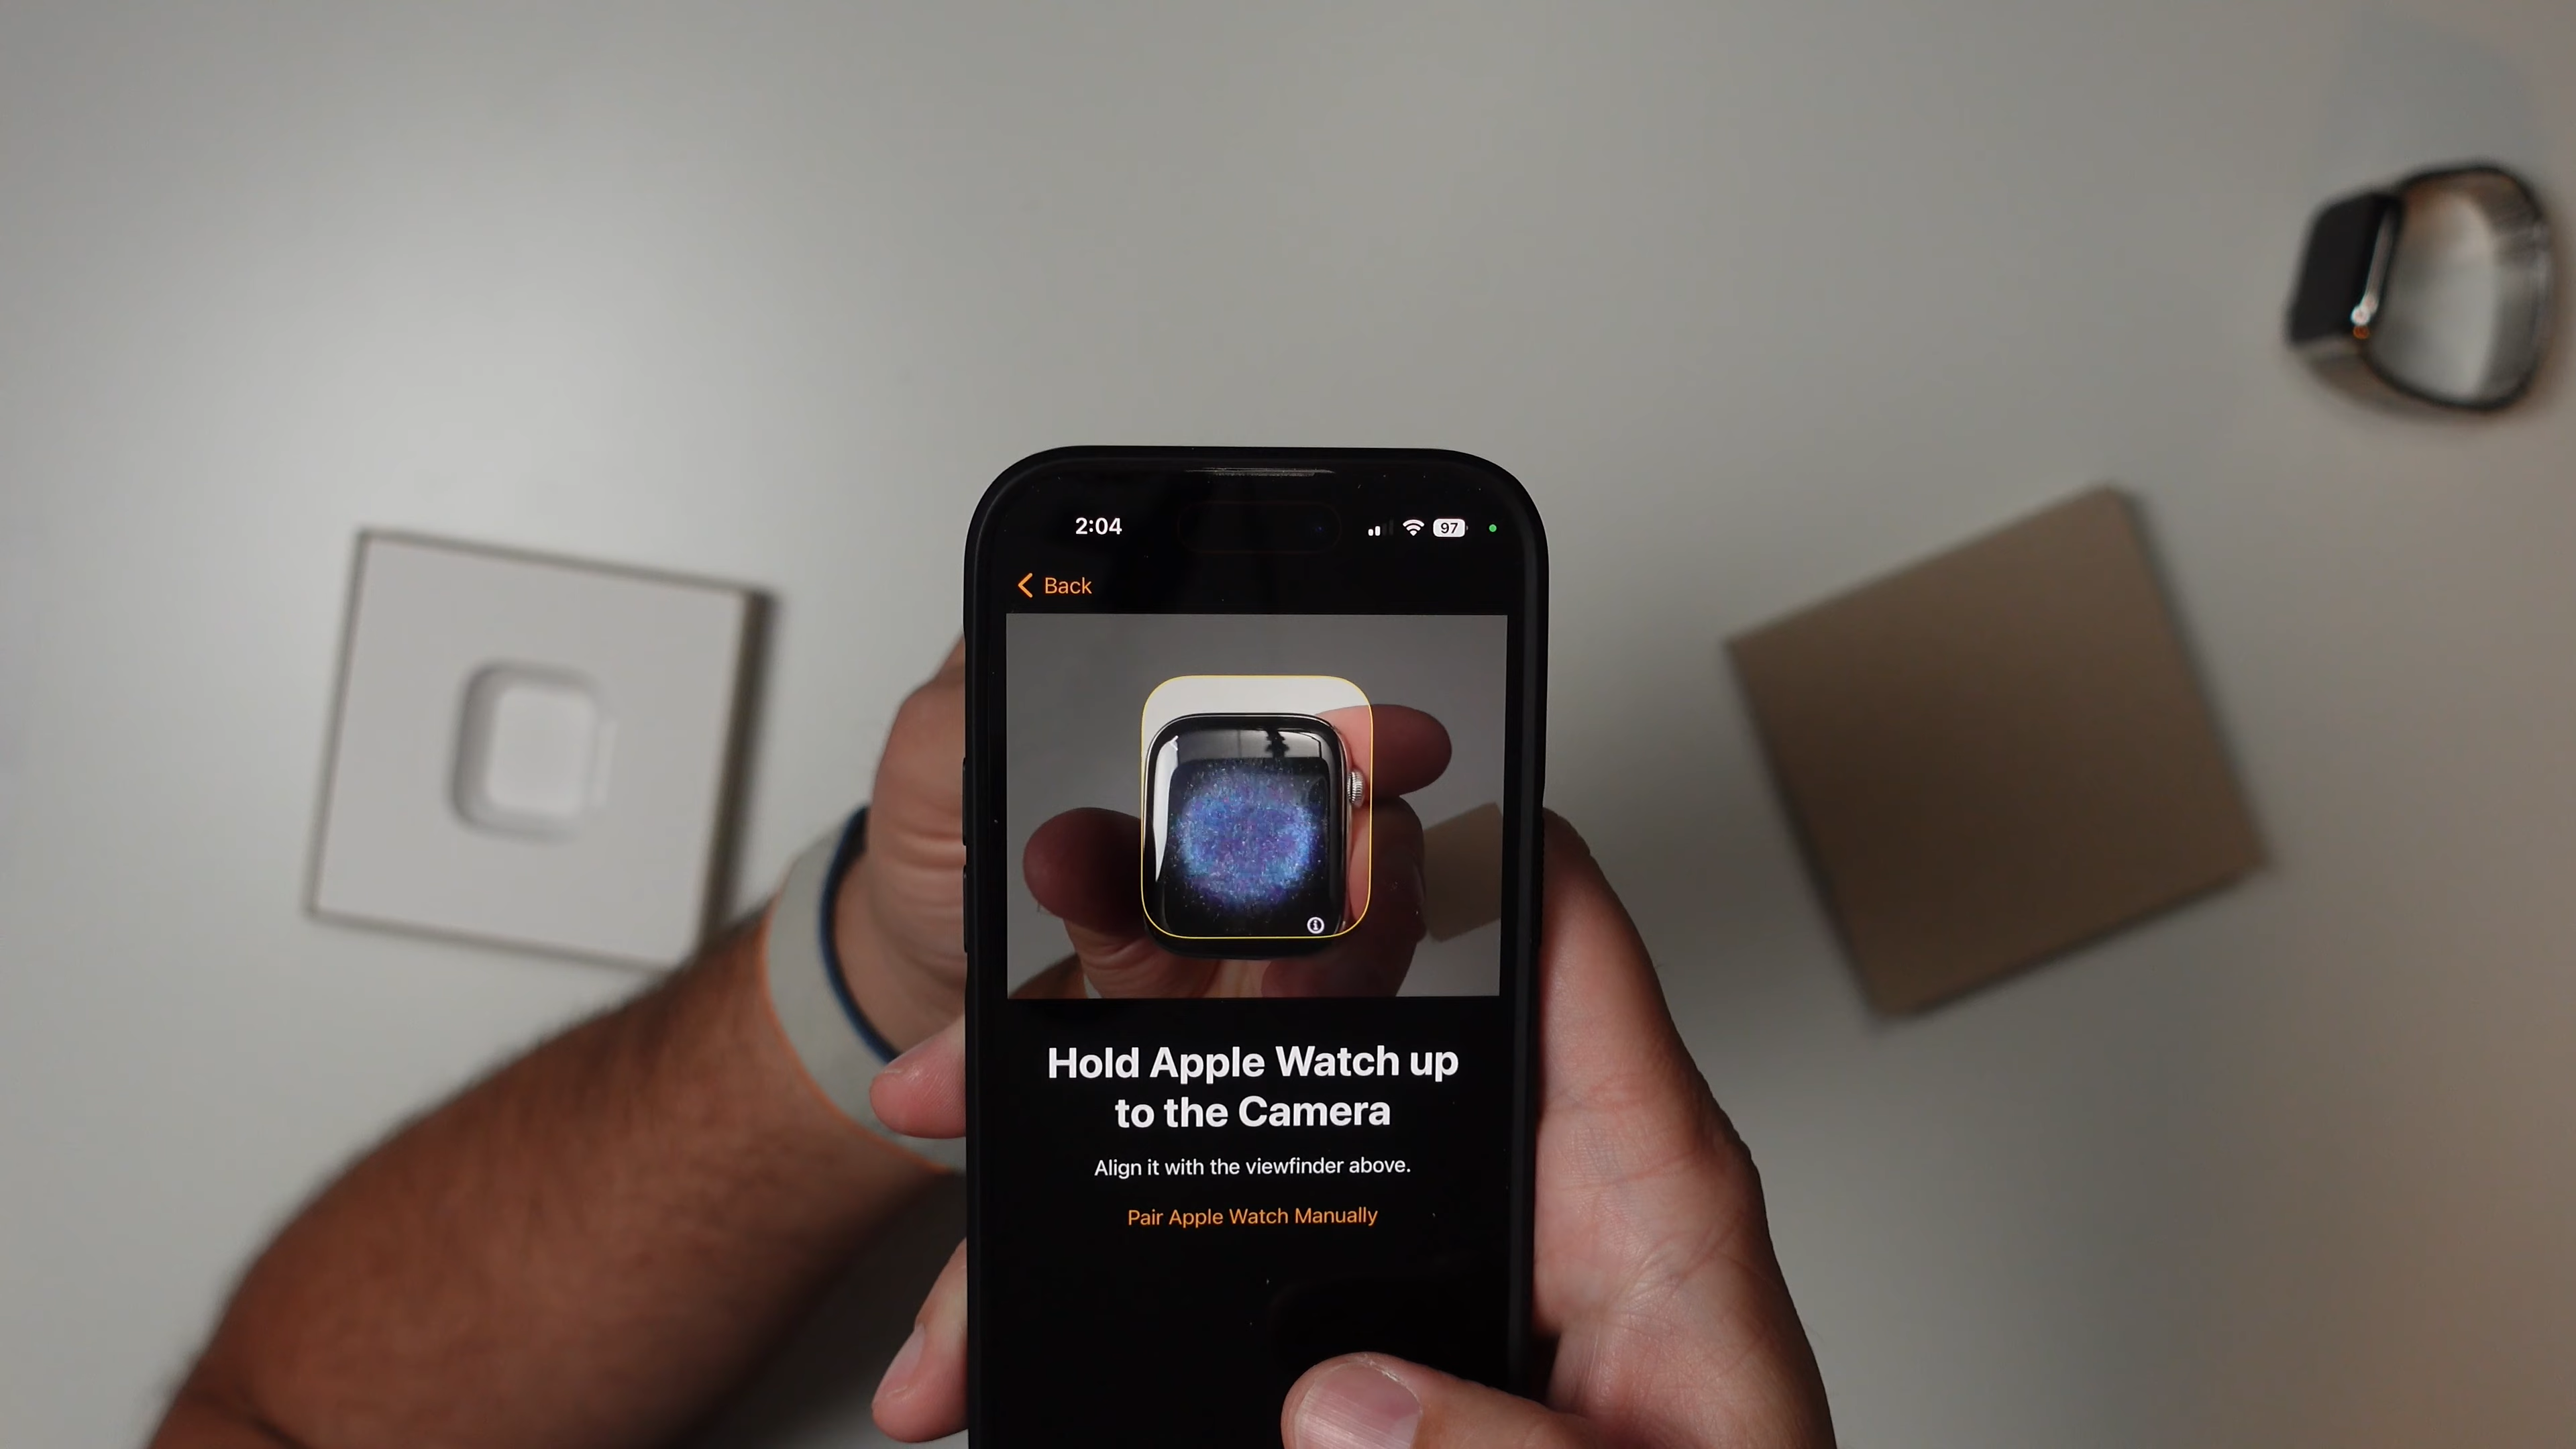 2:04
97
Back
Hold Apple Watch up
to the Camera
Align it with the viewfinder above.
Pair Apple Watch Manually